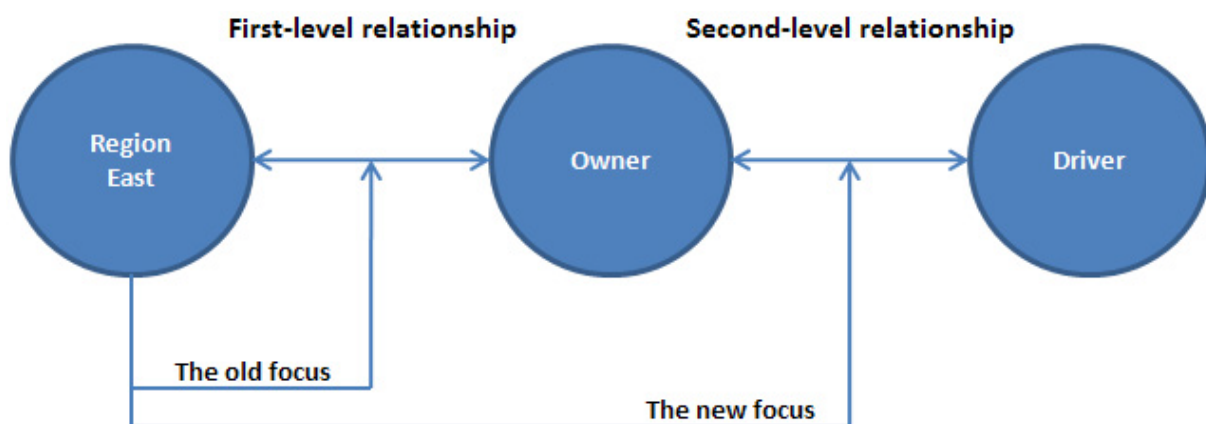 First-level relationship
Second-level relationship
Region
East
Owner
Driver
The old focus
The new focus